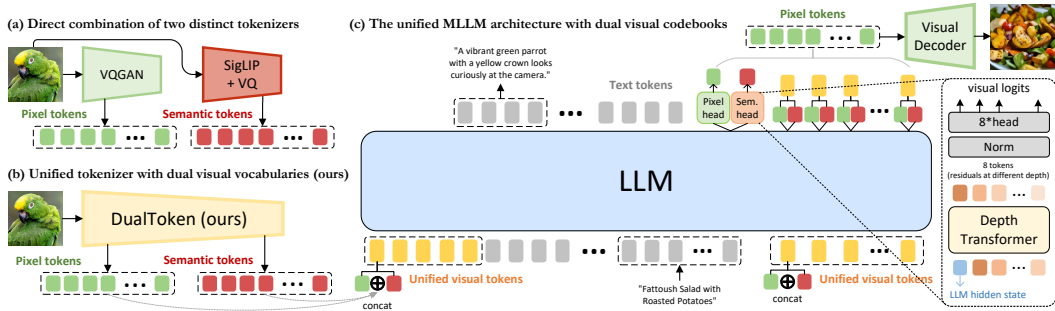 (a) Direct combination of two distinct tokenizers
VQGAN
SigLIP
+ VQ
Pixel tokens
Semantic tokens
(b) Unified tokenizer with dual visual vocabularies (ours)
DualToken (ours)
Pixel tokens
Semantic tokens
(c) The unified MLLM architecture with dual visual codebooks
Pixel tokens
Visual
Decoder
"A vibrant green parrot
with a yellow crown looks
curiously at the camera."
Text tokens
Pixel
head
Sem.
head
LLM
Unified visual tokens
concat
"Fattoush Salad with
Roasted Potatoes"
Unified visual tokens
concat
visual logits
8*head
Norm
8 tokens
(residuals at different depth)
Depth
Transformer
LLM hidden state